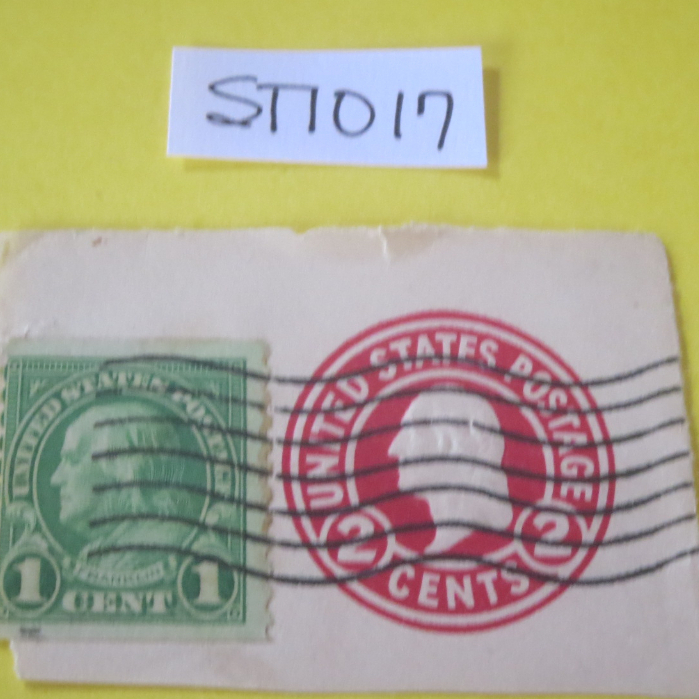 ST1017
UNITED STATES POSTAGE
FRANKLIN
1 CENT 1
UNITED STATES POSTAGE
2 2
CENTS